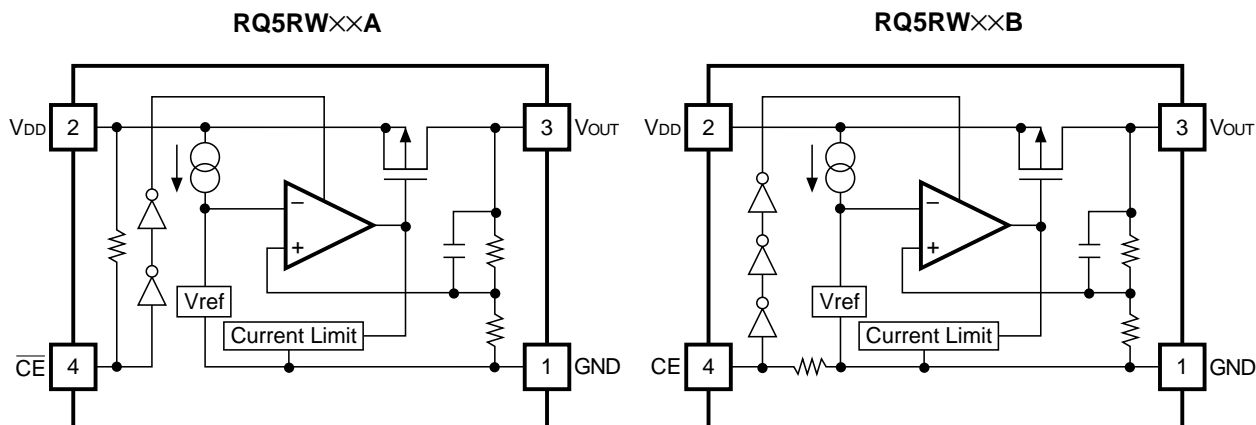 RQ5RW××A
VDD 2
3 VOUT
−
+
Vref
Current Limit
CE 4
1 GND
RQ5RW××B
VDD 2
3 VOUT
−
+
Vref
Current Limit
CE 4
1 GND